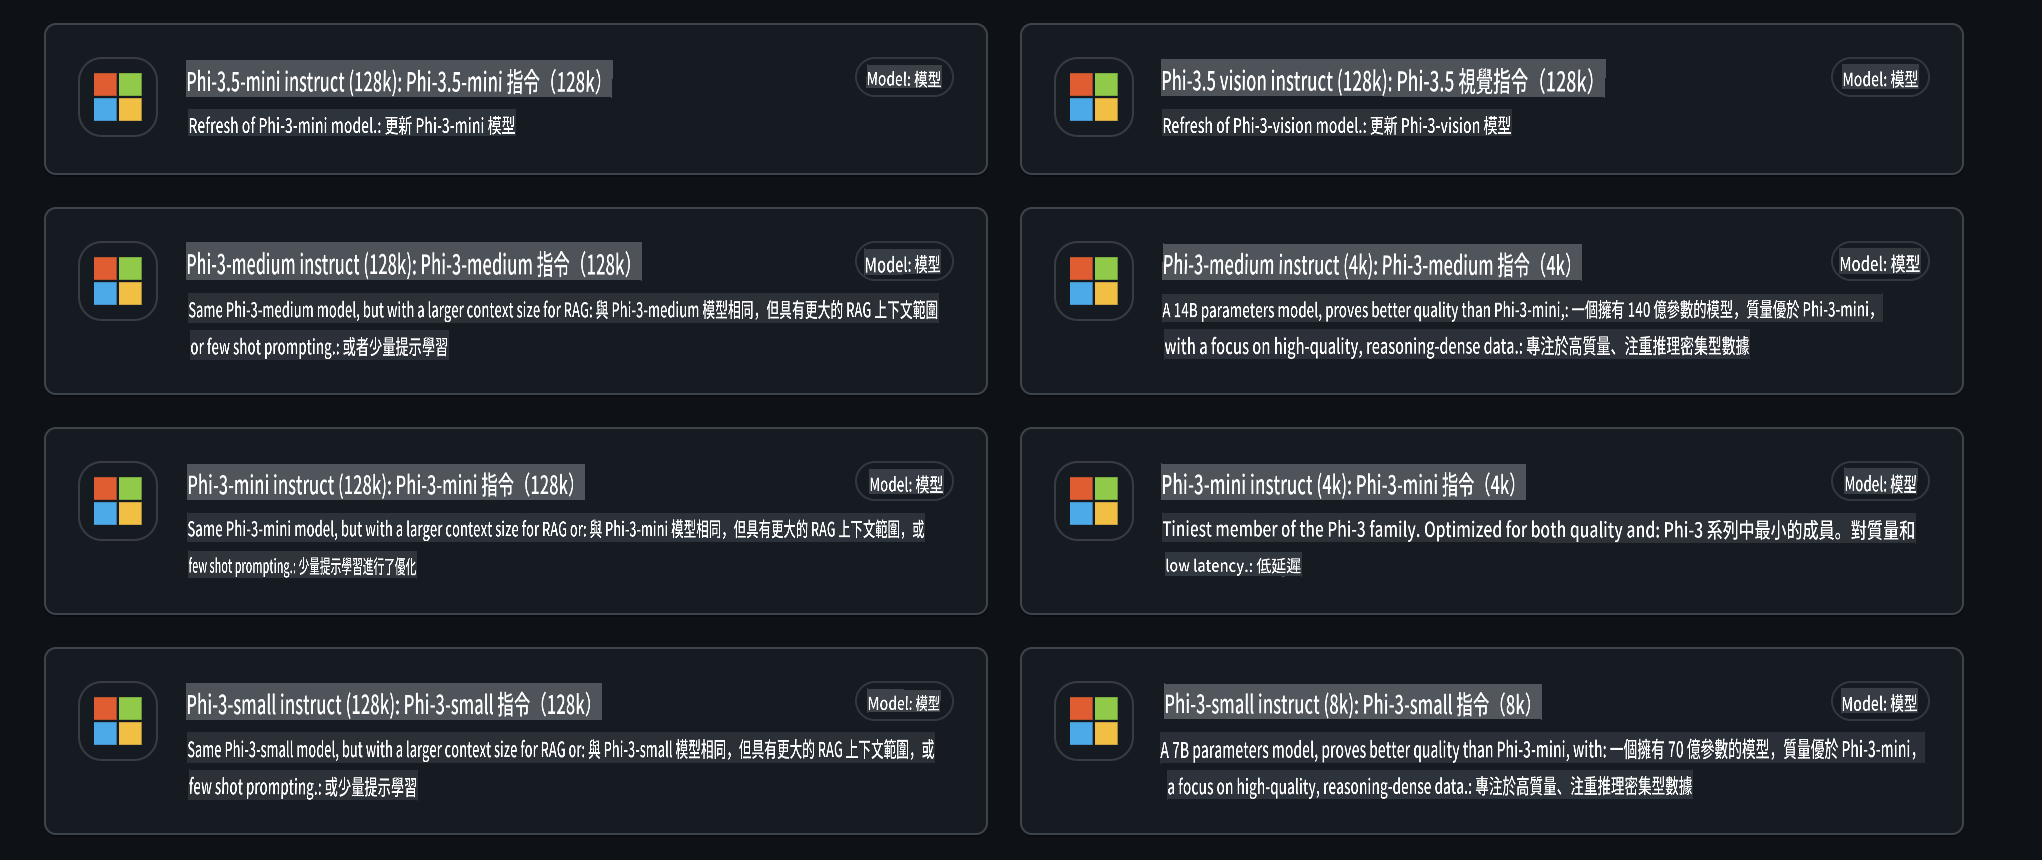 Phi-3.5-mini instruct (128k): Phi-3.5-mini 指令（128k）
Model: 模型
Refresh of Phi-3-mini model.: 更新 Phi-3-mini 模型
Phi-3.5 vision instruct (128k): Phi-3.5 視覺指令（128k）
Model: 模型
Refresh of Phi-3-vision model.: 更新 Phi-3-vision 模型
Phi-3-medium instruct (128k): Phi-3-medium 指令（128k）
Model: 模型
Same Phi-3-medium model, but with a larger context size for RAG: 與 Phi-3-medium 模型相同，但具有更大的 RAG 上下文範圍
or few shot prompting.: 或者少量提示學習
Phi-3-medium instruct (4k): Phi-3-medium 指令（4k）
Model: 模型
A 14B parameters model, proves better quality than Phi-3-mini,: 一個擁有 140 億參數的模型，質量優於 Phi-3-mini，
with a focus on high-quality, reasoning-dense data.: 專注於高質量、注重推理密集型數據
Phi-3-mini instruct (128k): Phi-3-mini 指令（128k）
Model: 模型
Same Phi-3-mini model, but with a larger context size for RAG or: 與 Phi-3-mini 模型相同，但具有更大的 RAG 上下文範圍，或
few shot prompting.: 少量提示學習進行了優化
Phi-3-mini instruct (4k): Phi-3-mini 指令（4k）
Model: 模型
Tiniest member of the Phi-3 family. Optimized for both quality and: Phi-3 系列中最小的成員。對質量和
low latency.: 低延遲
Phi-3-small instruct (128k): Phi-3-small 指令（128k）
Model: 模型
Same Phi-3-small model, but with a larger context size for RAG or: 與 Phi-3-small 模型相同，但具有更大的 RAG 上下文範圍，或
few shot prompting.: 或少量提示學習
Phi-3-small instruct (8k): Phi-3-small 指令（8k）
Model: 模型
A 7B parameters model, proves better quality than Phi-3-mini, with: 一個擁有 70 億參數的模型，質量優於 Phi-3-mini，
a focus on high-quality, reasoning-dense data.: 專注於高質量、注重推理密集型數據